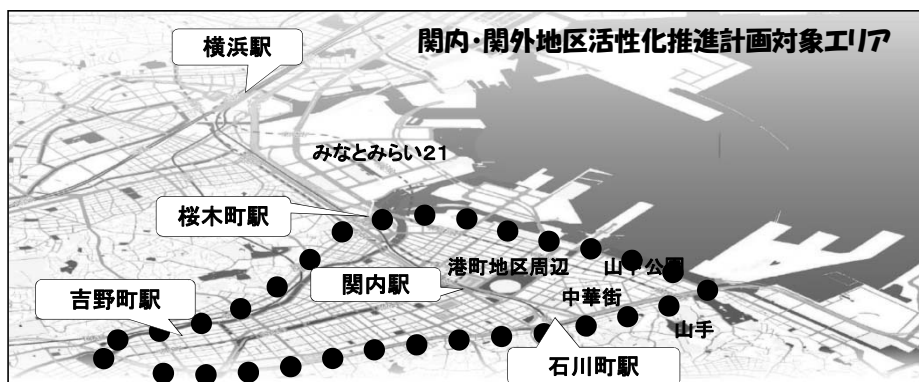 関内・関外地区活性化推進計画対象エリア
横浜駅
みなとみらい21
桜木町駅
港町地区周辺
山下公園
関内駅
中華街
吉野町駅
山手
石川町駅